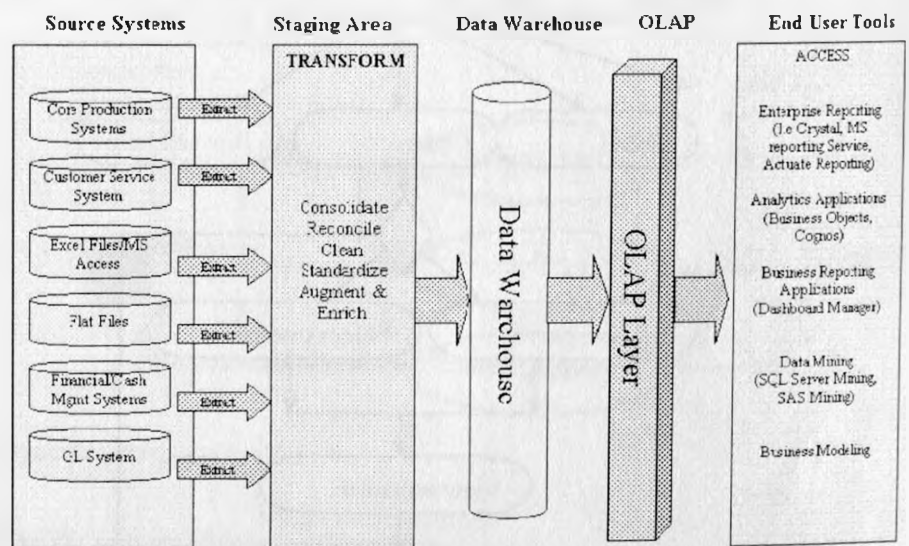 Source Systems
Staging Area
Data Warehouse
OLAP
End User Tools
Core Production
Systems
Customer Service
System
Excel Files/MS
Access
Flat Files
Financial/Cash
Mgmt Systems
GL System
Extract
Extract
Extract
Extract
Extract
Extract
TRANSFORM
Consolidate
Reconcile
Clean
Standardize
Augment &
Enrich
Data Warehouse
OLAP Layer
ACCESS
Enterprise Reporting
(I.e Crystal, MS
reporting Service,
Actuate Reporting)
Analytics Applications
(Business Objects,
Cognos)
Business Reporting
Applications
(Dashboard Manager)
Data Mining
(SQL Server Mining,
SAS Mining)
Business Modeling